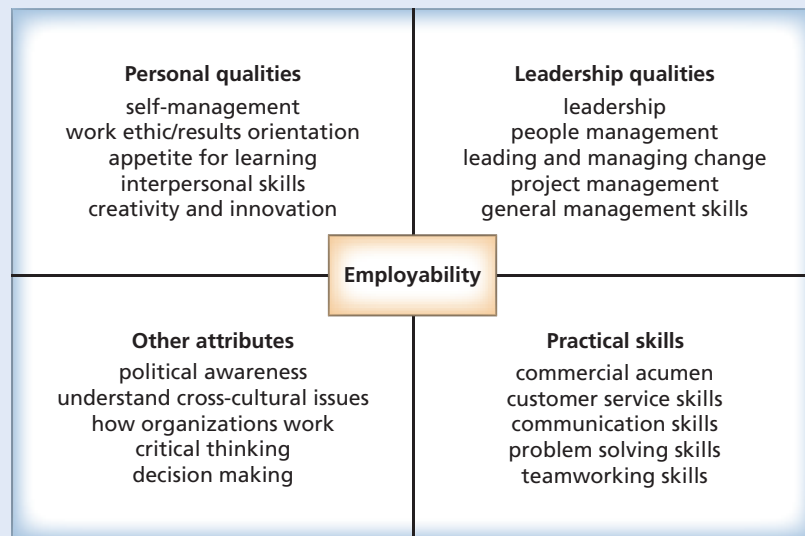 Personal qualities
self-management
work ethic/results orientation
appetite for learning
interpersonal skills
creativity and innovation
Leadership qualities
leadership
people management
leading and managing change
project management
general management skills
Employability
Other attributes
political awareness
understand cross-cultural issues
how organizations work
critical thinking
decision making
Practical skills
commercial acumen
customer service skills
communication skills
problem solving skills
teamworking skills